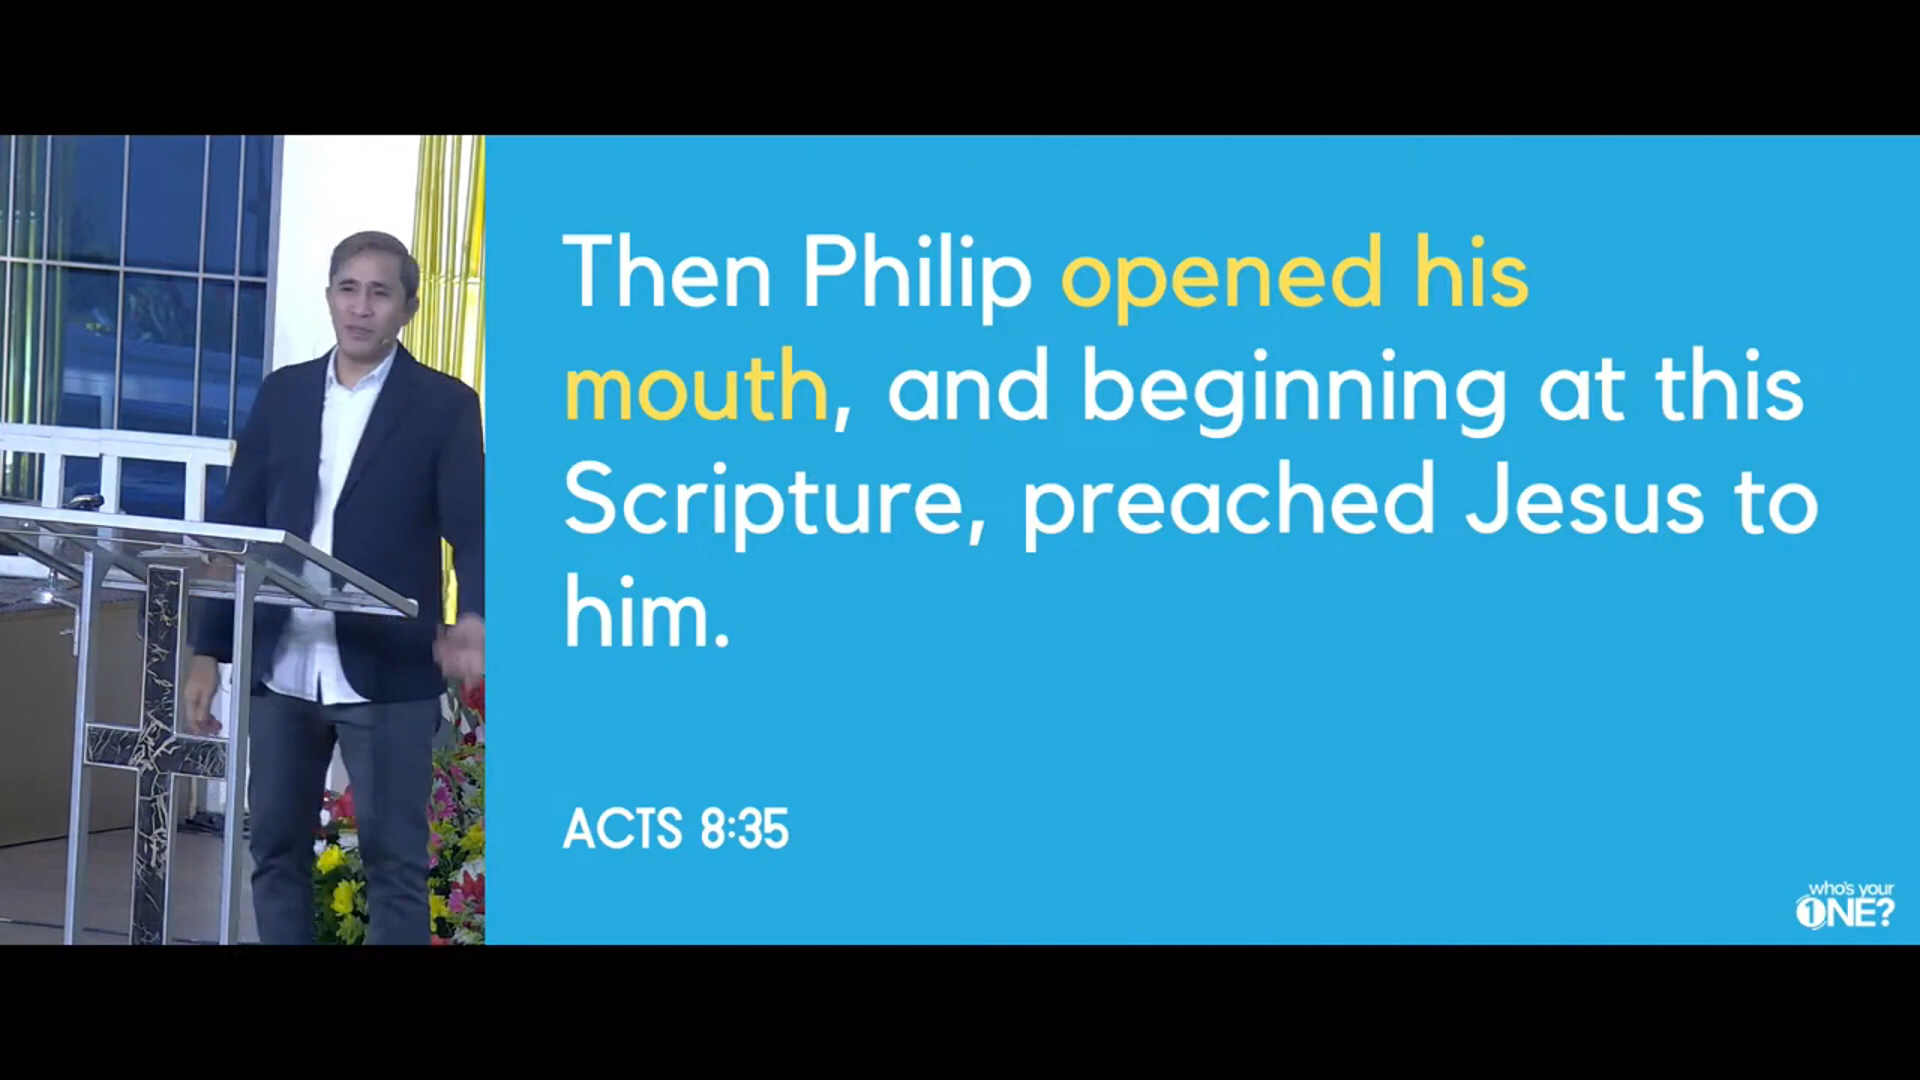 Then Philip opened his
mouth, and beginning at this
Scripture, preached Jesus to
him.
ACTS 8:35
who's your
ONE?